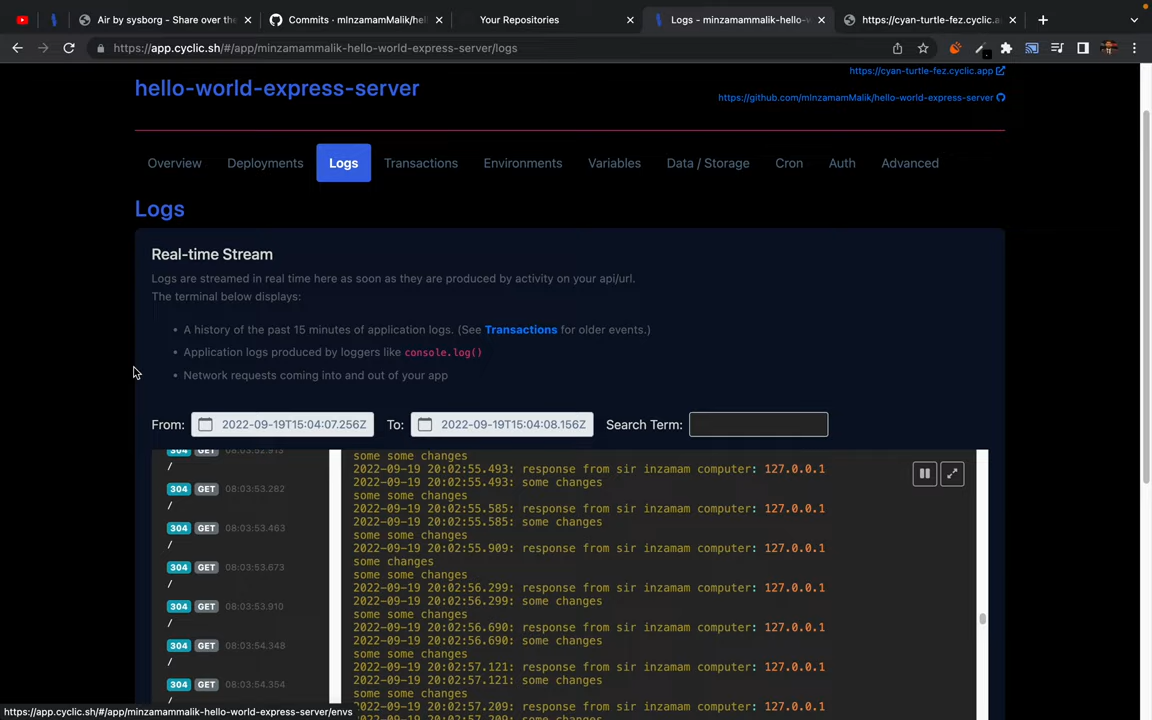 Air by sysborg - Share over the
Commits · mInzamamMalik/hel
Your Repositories
Logs - minzamammalik-hello-w
https://cyan-turtle-fez.cyclic.a
https://app.cyclic.sh/#/app/minzamammalik-hello-world-express-server/logs
hello-world-express-server
https://cyan-turtle-fez.cyclic.app
https://github.com/mInzamamMalik/hello-world-express-server
Overview Deployments Logs Transactions Environments Variables Data / Storage Cron Auth Advanced
Logs
Real-time Stream
Logs are streamed in real time here as soon as they are produced by activity on your api/url.
The terminal below displays:
• A history of the past 15 minutes of application logs. (See Transactions for older events.)
• Application logs produced by loggers like console.log()
• Network requests coming into and out of your app
From: 2022-09-19T15:04:07.256Z To: 2022-09-19T15:04:08.156Z Search Term:
304 GET 08:03:52.913
/
304 GET 08:03:53.282
/
304 GET 08:03:53.463
/
304 GET 08:03:53.673
/
304 GET 08:03:53.910
/
304 GET 08:03:54.348
/
304 GET 08:03:54.354
/
some some changes
2022-09-19 20:02:55.493: response from sir inzamam computer: 127.0.0.1
2022-09-19 20:02:55.493: some changes
some some changes
2022-09-19 20:02:55.585: response from sir inzamam computer: 127.0.0.1
2022-09-19 20:02:55.585: some changes
some some changes
2022-09-19 20:02:55.909: response from sir inzamam computer: 127.0.0.1
some changes
some some changes
2022-09-19 20:02:56.299: response from sir inzamam computer: 127.0.0.1
2022-09-19 20:02:56.299: some changes
some some changes
2022-09-19 20:02:56.690: response from sir inzamam computer: 127.0.0.1
2022-09-19 20:02:56.690: some changes
some some changes
2022-09-19 20:02:57.121: response from sir inzamam computer: 127.0.0.1
2022-09-19 20:02:57.121: some changes
some some changes
2022-09-19 20:02:57.209: response from sir inzamam computer: 127.0.0.1
https://app.cyclic.sh/#/app/minzamammalik-hello-world-express-server/envs